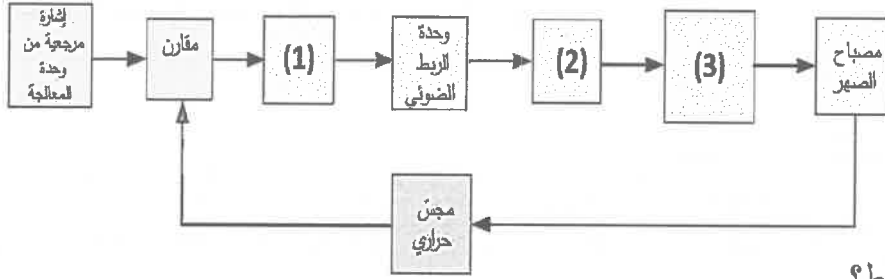 إشارة
مرجعية من
وحدة
المعالجة
مقارن
(1)
وحدة
الربط
الضوئي
(2)
(3)
مصباح
الصهر
مجسّ
حراري